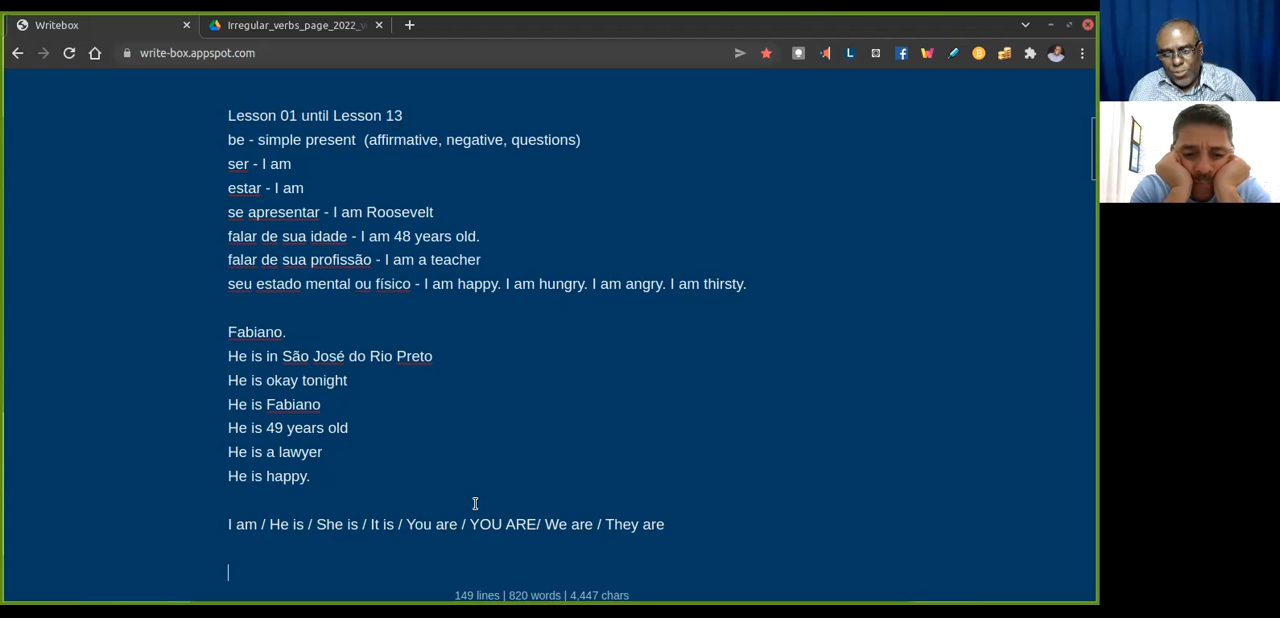 Writebox
Irregular_verbs_page_2022_
write-box.appspot.com
Lesson 01 until Lesson 13
be - simple present (affirmative, negative, questions)
ser - I am
estar - I am
se apresentar - I am Roosevelt
falar de sua idade - I am 48 years old.
falar de sua profissão - I am a teacher
seu estado mental ou físico - I am happy. I am hungry. I am angry. I am thirsty.
Fabiano.
He is in São José do Rio Preto
He is okay tonight
He is Fabiano
He is 49 years old
He is a lawyer
He is happy.
I am / He is / She is / It is / You are / YOU ARE/ We are / They are
149 lines | 820 words | 4,447 chars